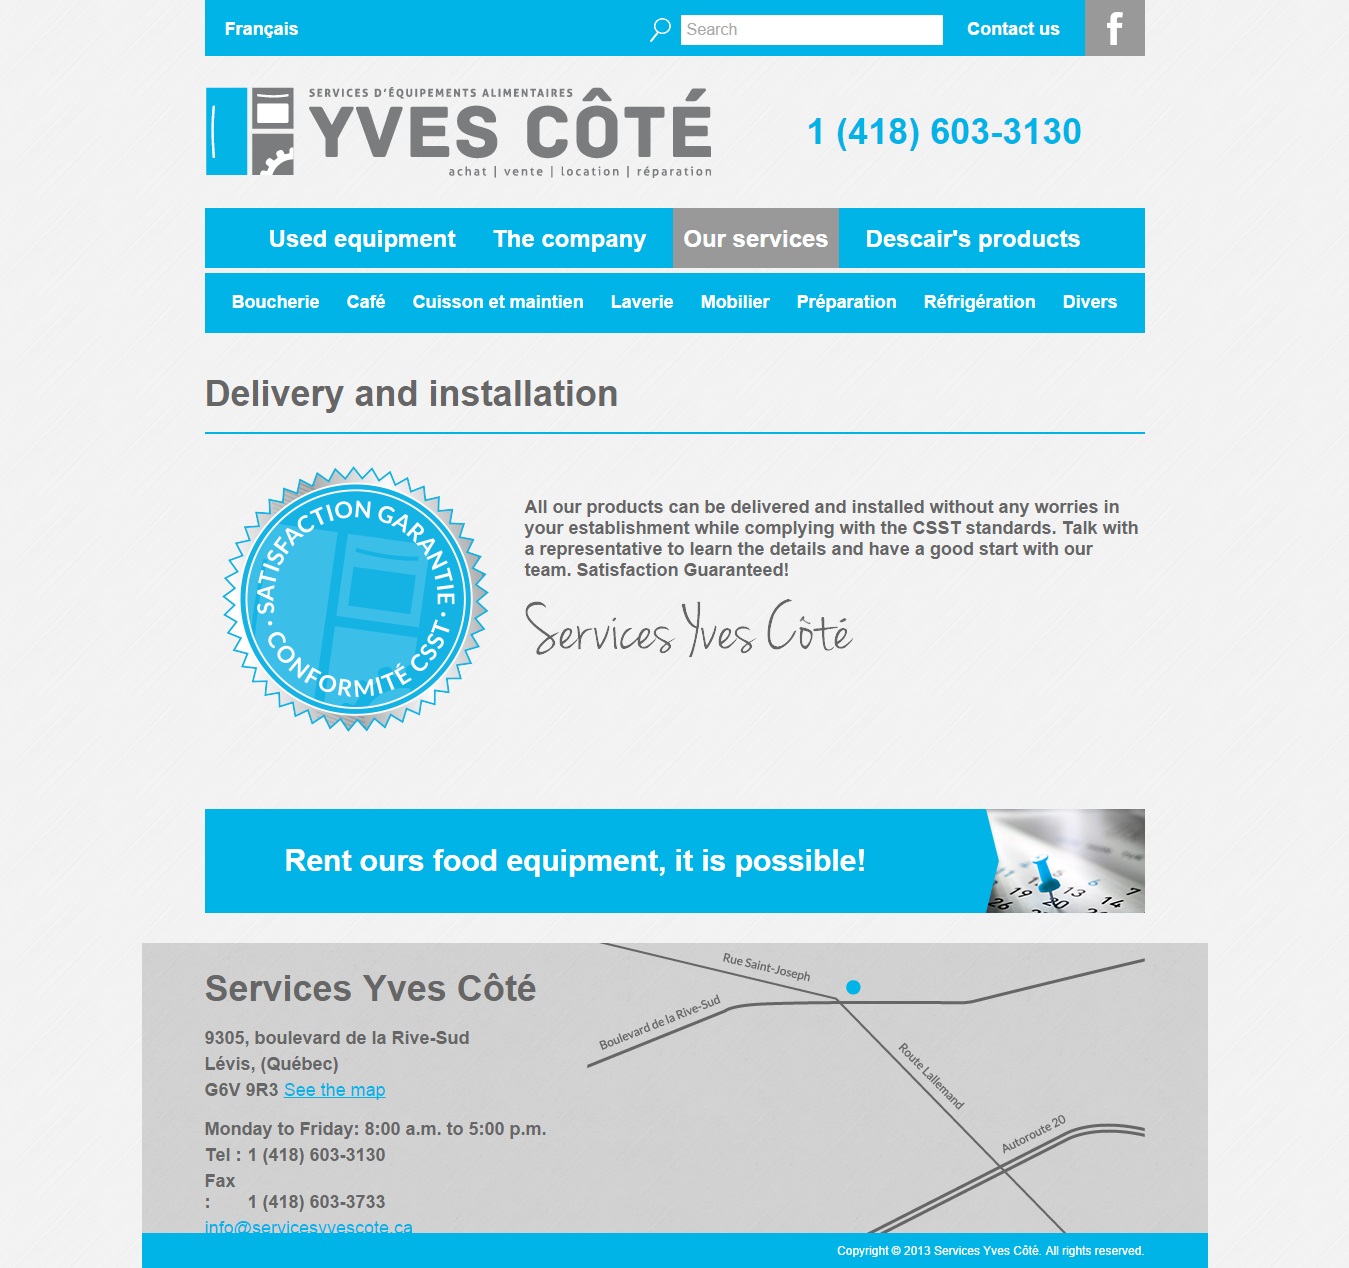 Français
Search
Contact us
f
SERVICES D'ÉQUIPEMENTS ALIMENTAIRES
YVES CÔTÉ
achat | vente | location | réparation
1 (418) 603-3130
Used equipment The company Our services Descair's products
Boucherie Café Cuisson et maintien Laverie Mobilier Préparation Réfrigération Divers
Delivery and installation
SATISFACTION GARANTIE
· CONFORMITÉ CSST ·
All our products can be delivered and installed without any worries in
your establishment while complying with the CSST standards. Talk with
a representative to learn the details and have a good start with our
team. Satisfaction Guaranteed!
Services Yves Côté
Rent ours food equipment, it is possible!
19 13 6 7
26 20 14
Services Yves Côté
9305, boulevard de la Rive-Sud
Lévis, (Québec)
G6V 9R3 See the map
Monday to Friday: 8:00 a.m. to 5:00 p.m.
Tel : 1 (418) 603-3130
Fax
: 1 (418) 603-3733
info@servicesyvescote.ca
Rue Saint-Joseph
Boulevard de la Rive-Sud
Route Lallemand
Autoroute 20
Copyright © 2013 Services Yves Côté. All rights reserved.